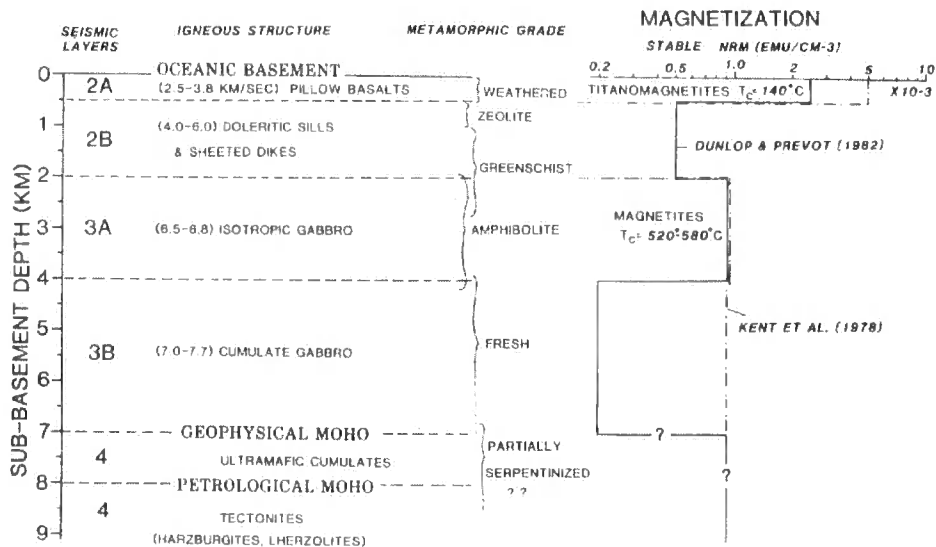 MAGNETIZATION
SEISMIC LAYERS
IGNEOUS STRUCTURE
METAMORPHIC GRADE
STABLE NRM (EMU/CM-3)
0.2 0.5 1.0 2 5 10
X10-3
SUB-BASEMENT DEPTH (KM)
0
1
2
3
4
5
6
7
8
9
OCEANIC BASEMENT
2A
(2.5-3.8 KM/SEC) PILLOW BASALTS
WEATHERED
TITANOMAGNETITES Tc= 140°C
ZEOLITE
2B
(4.0-6.0) DOLERITIC SILLS
& SHEETED DIKES
GREENSCHIST
DUNLOP & PREVOT (1982)
3A
(6.5-6.8) ISOTROPIC GABBRO
AMPHIBOLITE
MAGNETITES
Tc= 520°-580°C
KENT ET AL. (1978)
3B
(7.0-7.7) CUMULATE GABBRO
FRESH
GEOPHYSICAL MOHO
?
4
ULTRAMAFIC CUMULATES
PARTIALLY
SERPENTINIZED
? ?
?
PETROLOGICAL MOHO
4
TECTONITES
(HARZBURGITES, LHERZOLITES)